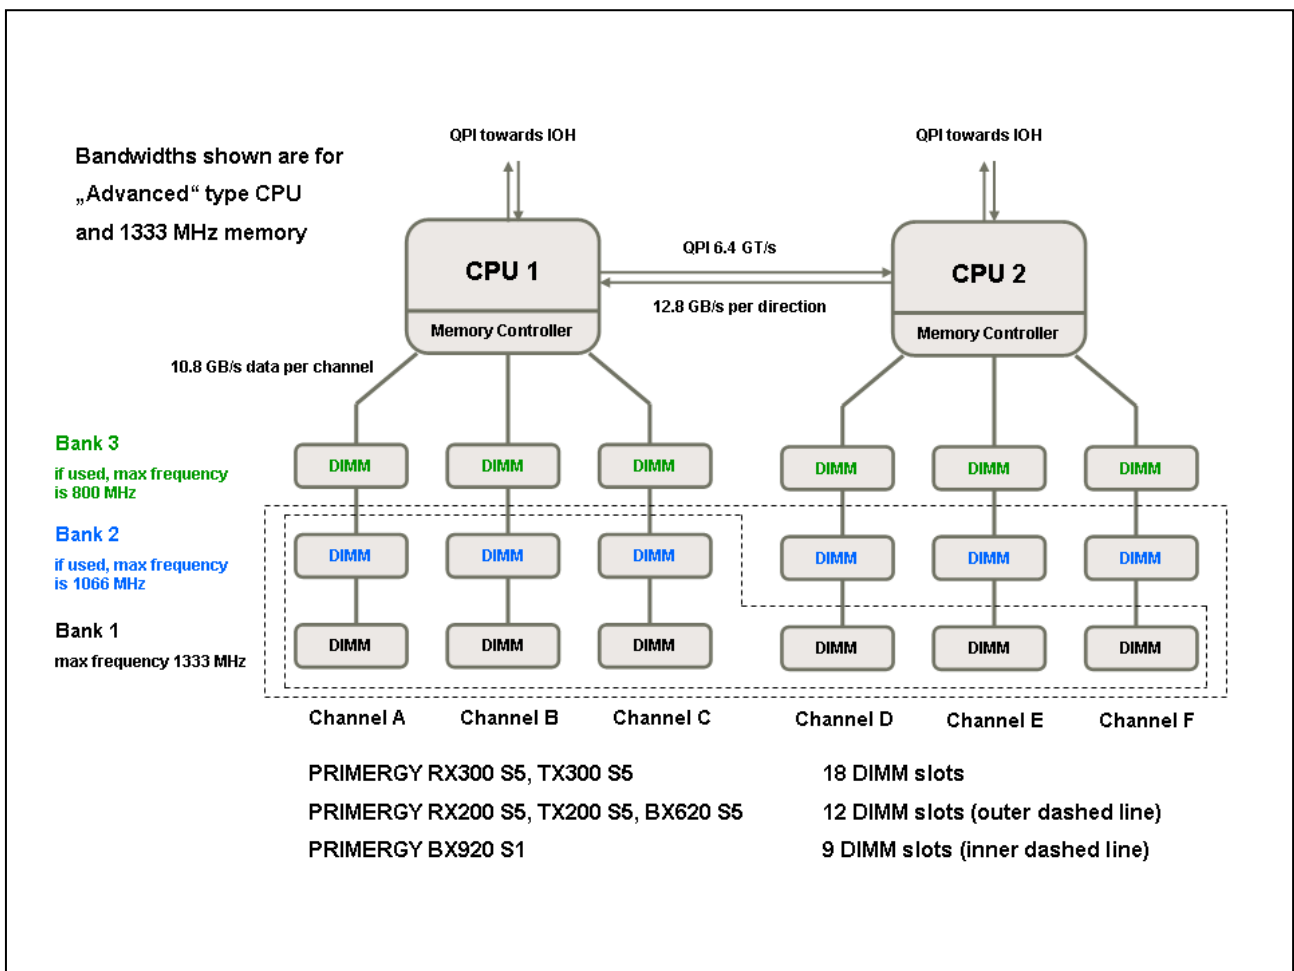 Bandwidths shown are for
„Advanced“ type CPU
and 1333 MHz memory
QPI towards IOH
QPI towards IOH
CPU 1
Memory Controller
QPI 6.4 GT/s
12.8 GB/s per direction
CPU 2
Memory Controller
10.8 GB/s data per channel
Bank 3
if used, max frequency
is 800 MHz
DIMM DIMM DIMM DIMM DIMM DIMM
Bank 2
if used, max frequency
is 1066 MHz
DIMM DIMM DIMM DIMM DIMM DIMM
Bank 1
max frequency 1333 MHz
DIMM DIMM DIMM DIMM DIMM DIMM
Channel A Channel B Channel C Channel D Channel E Channel F
PRIMERGY RX300 S5, TX300 S5 18 DIMM slots
PRIMERGY RX200 S5, TX200 S5, BX620 S5 12 DIMM slots (outer dashed line)
PRIMERGY BX920 S1 9 DIMM slots (inner dashed line)